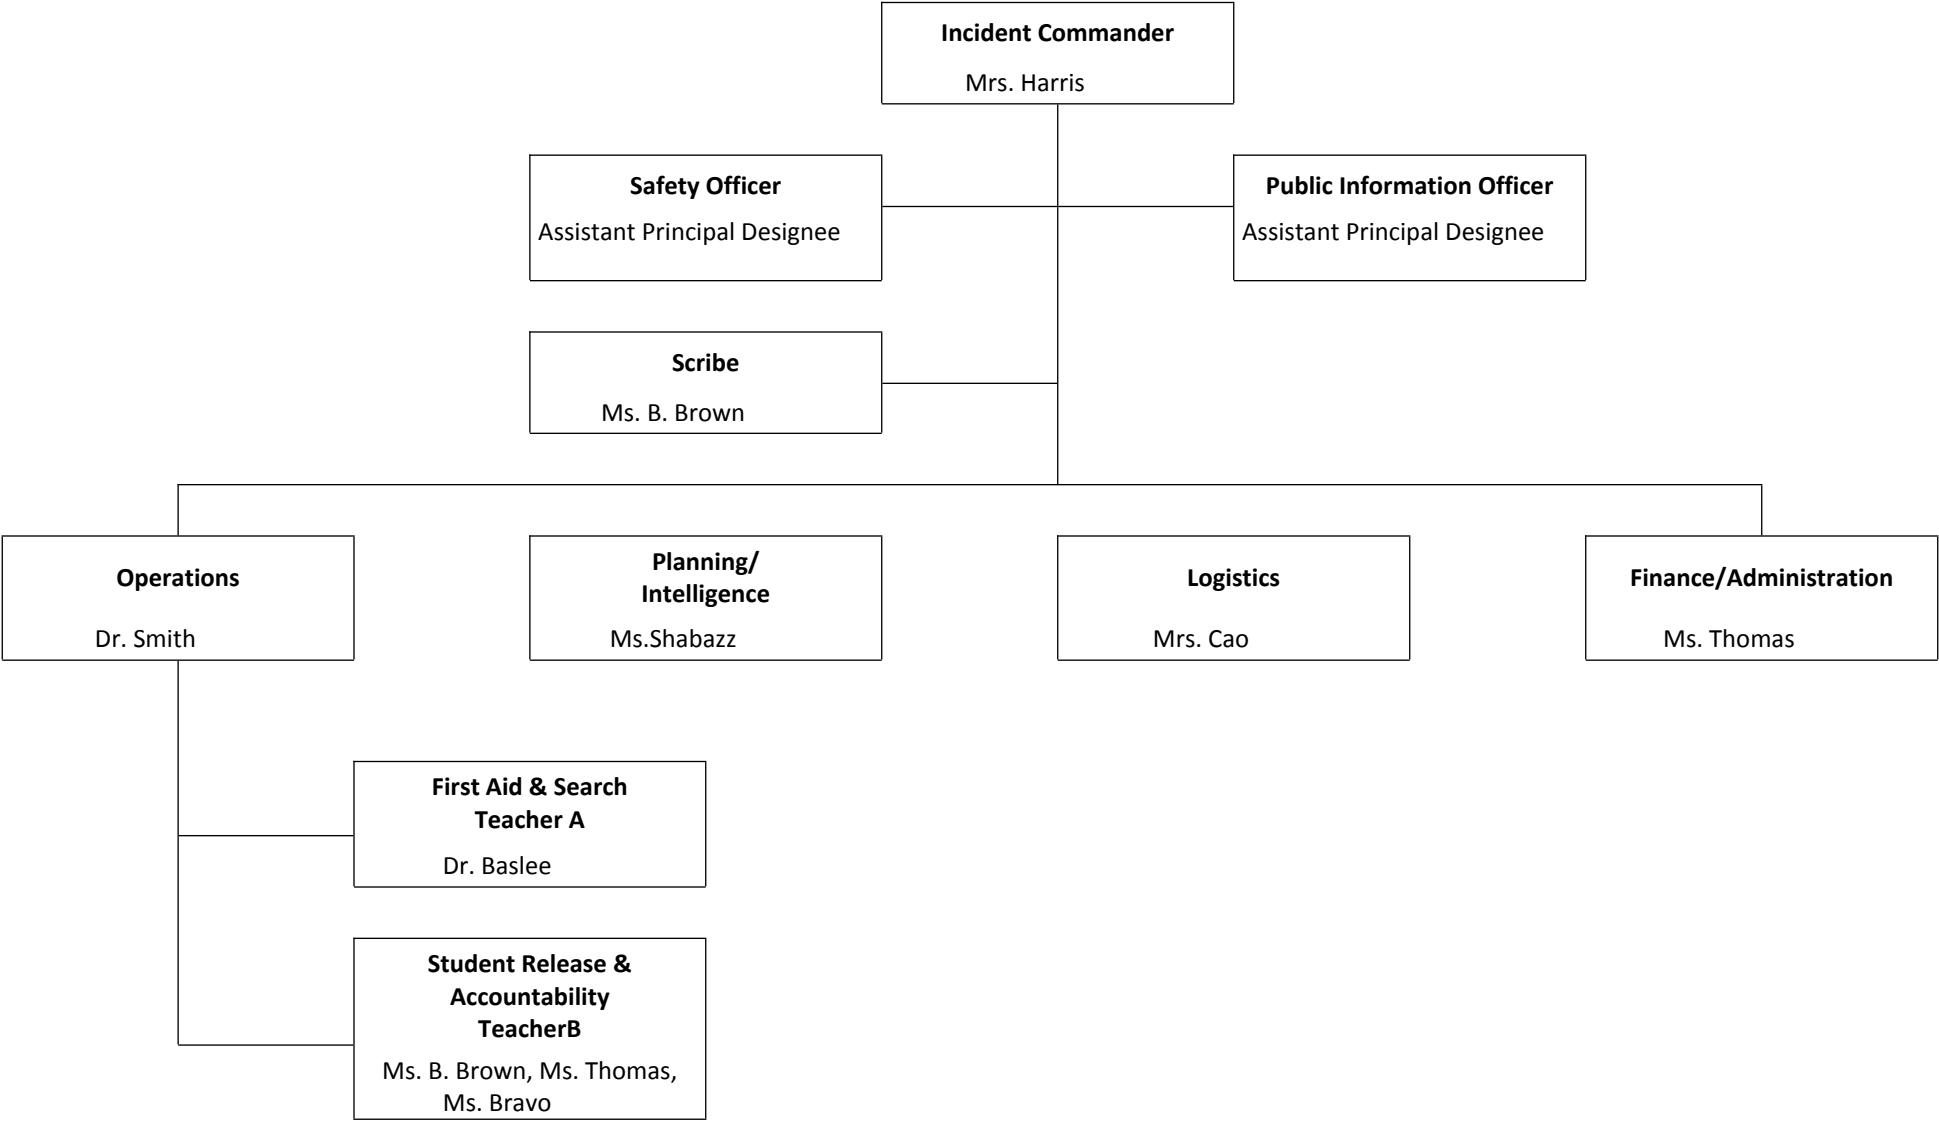 Incident Commander
Mrs. Harris
Safety Officer
Assistant Principal Designee
Public Information Officer
Assistant Principal Designee
Scribe
Ms. B. Brown
Operations
Dr. Smith
Planning/
Intelligence
Ms.Shabazz
Logistics
Mrs. Cao
Finance/Administration
Ms. Thomas
First Aid & Search
Teacher A
Dr. Baslee
Student Release &
Accountability
TeacherB
Ms. B. Brown, Ms. Thomas,
Ms. Bravo